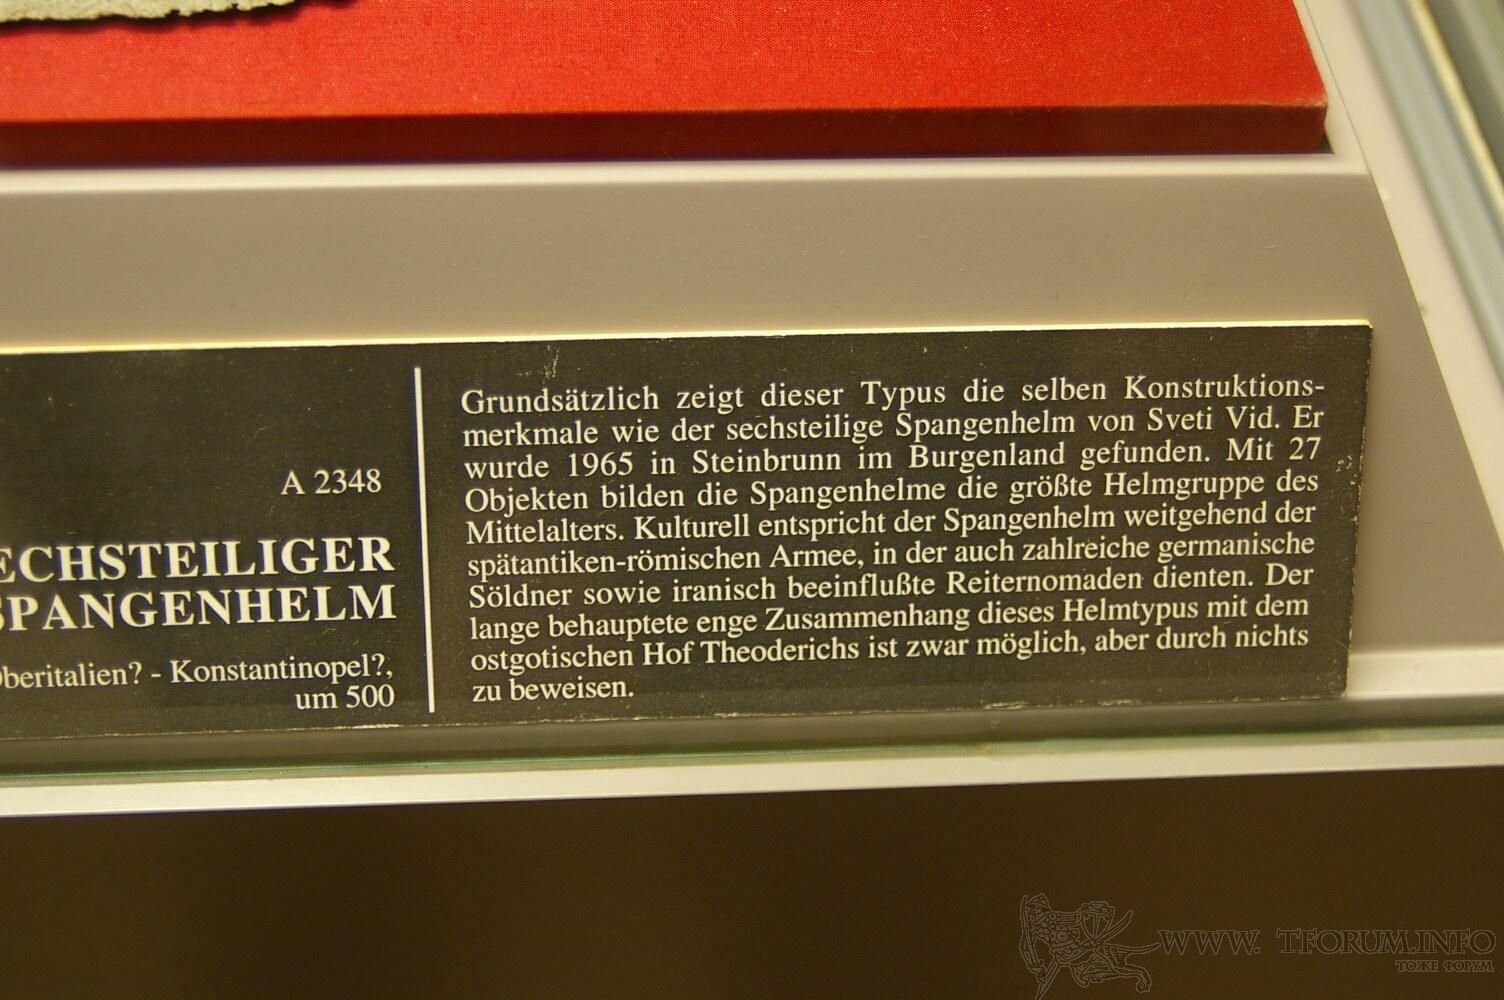 A 2348
ECHSTEILIGER
SPANGENHELM
Oberitalien? - Konstantinopel?,
um 500
Grundsätzlich zeigt dieser Typus die selben Konstruktions-
merkmale wie der sechsteilige Spangenhelm von Sveti Vid. Er
wurde 1965 in Steinbrunn im Burgenland gefunden. Mit 27
Objekten bilden die Spangenhelme die größte Helmgruppe des
Mittelalters. Kulturell entspricht der Spangenhelm weitgehend der
spätantiken-römischen Armee, in der auch zahlreiche germanische
Söldner sowie iranisch beeinflußte Reiternomaden dienten. Der
lange behauptete enge Zusammenhang dieses Helmtypus mit dem
ostgotischen Hof Theoderichs ist zwar möglich, aber durch nichts
zu beweisen.
WWW. TFORUM.INFO
ТОЖЕ ФОРУМ